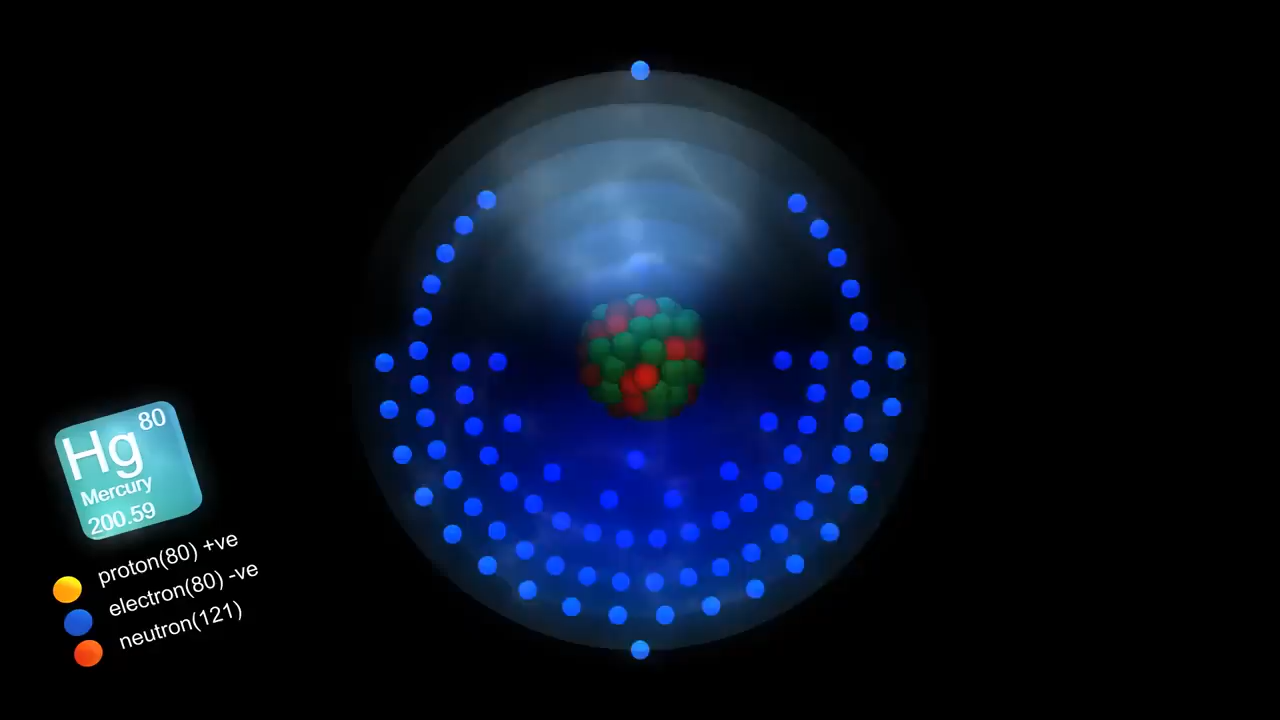 80
Hg
Mercury
200.59
proton(80) +ve
electron(80) -ve
neutron(121)